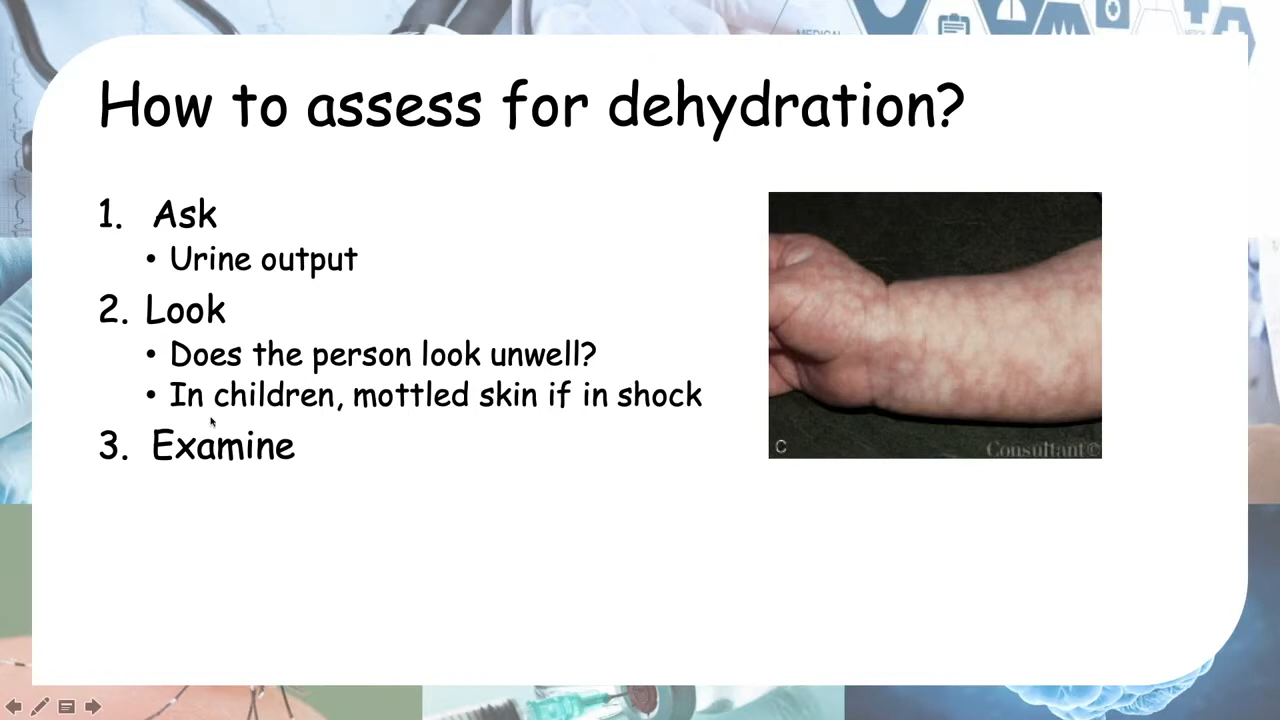 MEDICAL
How to assess for dehydration?
1. Ask
• Urine output
2. Look
• Does the person look unwell?
• In children, mottled skin if in shock
3. Examine
C
Consultant©